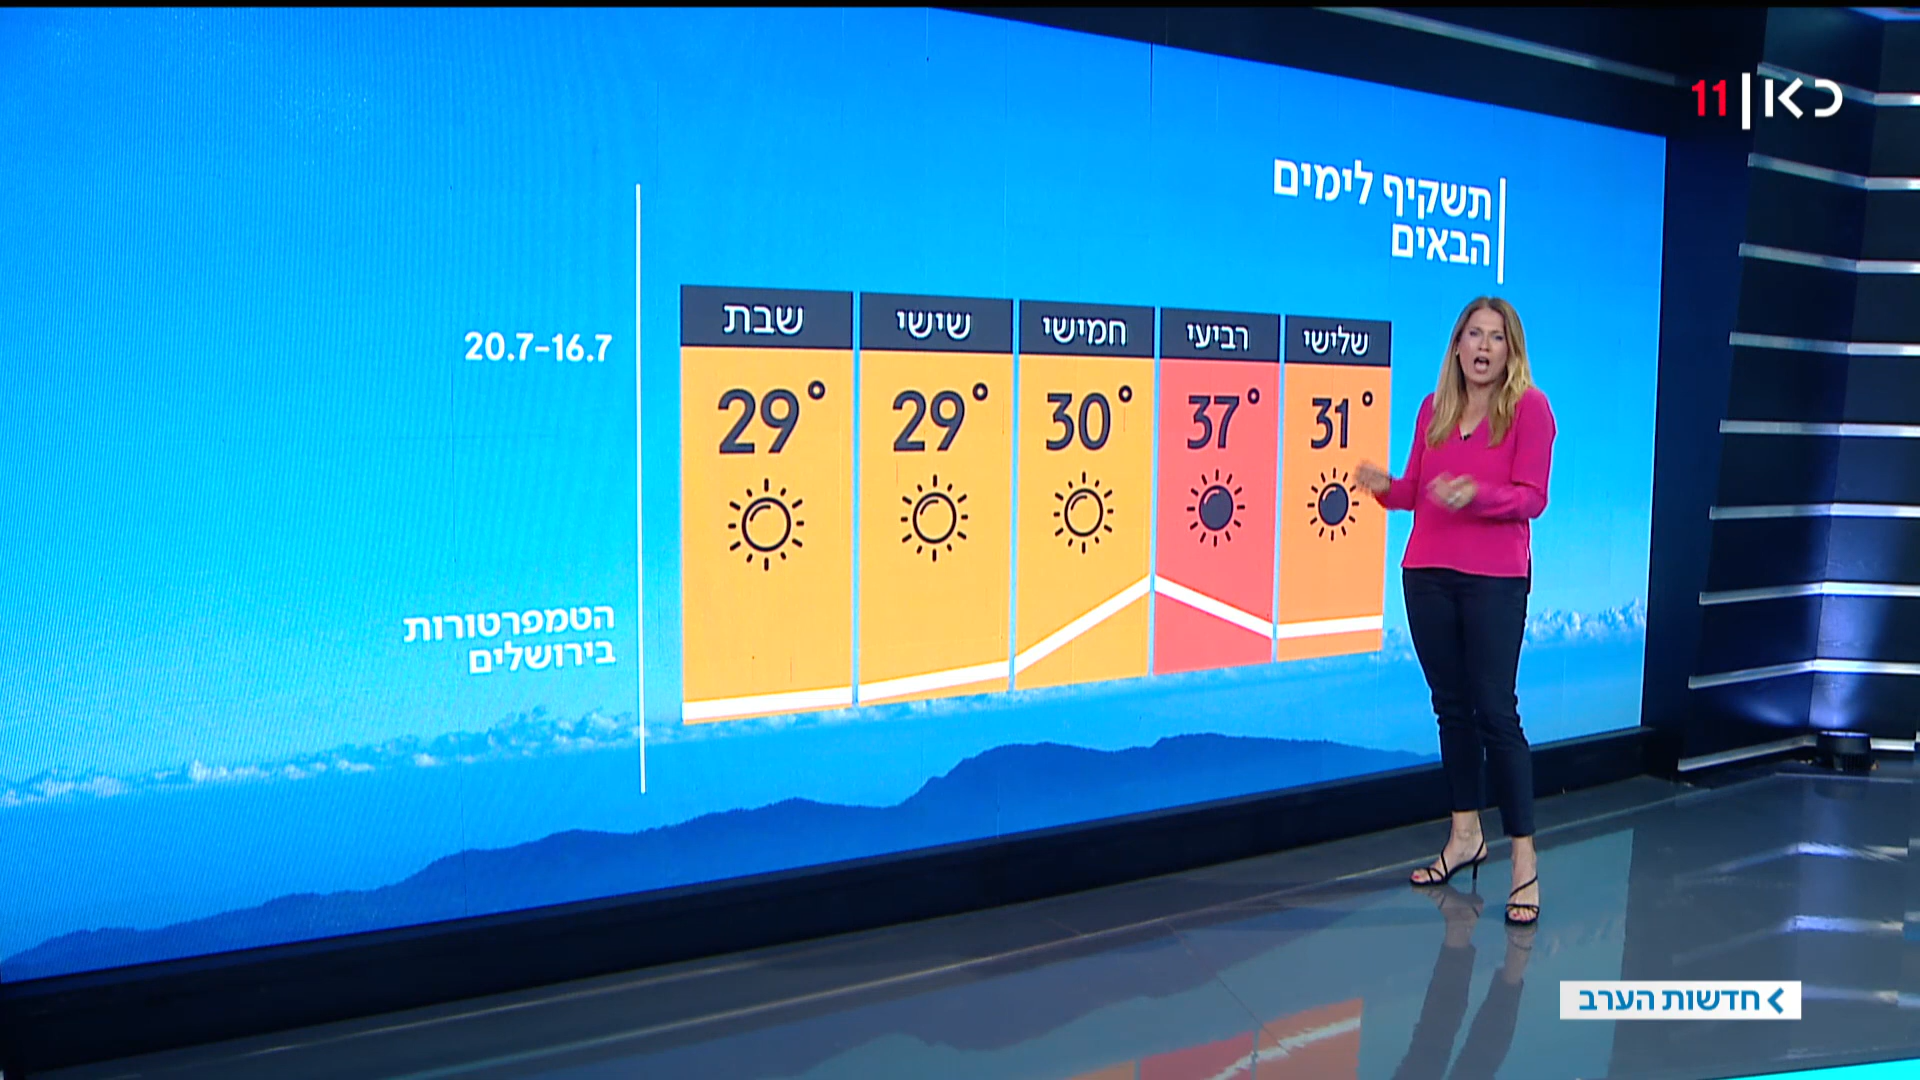 כאן 11
תשקיף לימים
הבאים
שלישי רביעי חמישי שישי שבת
31° 37° 30° 29° 29°
20.7-16.7
הטמפרטורות
בירושלים
חדשות הערב